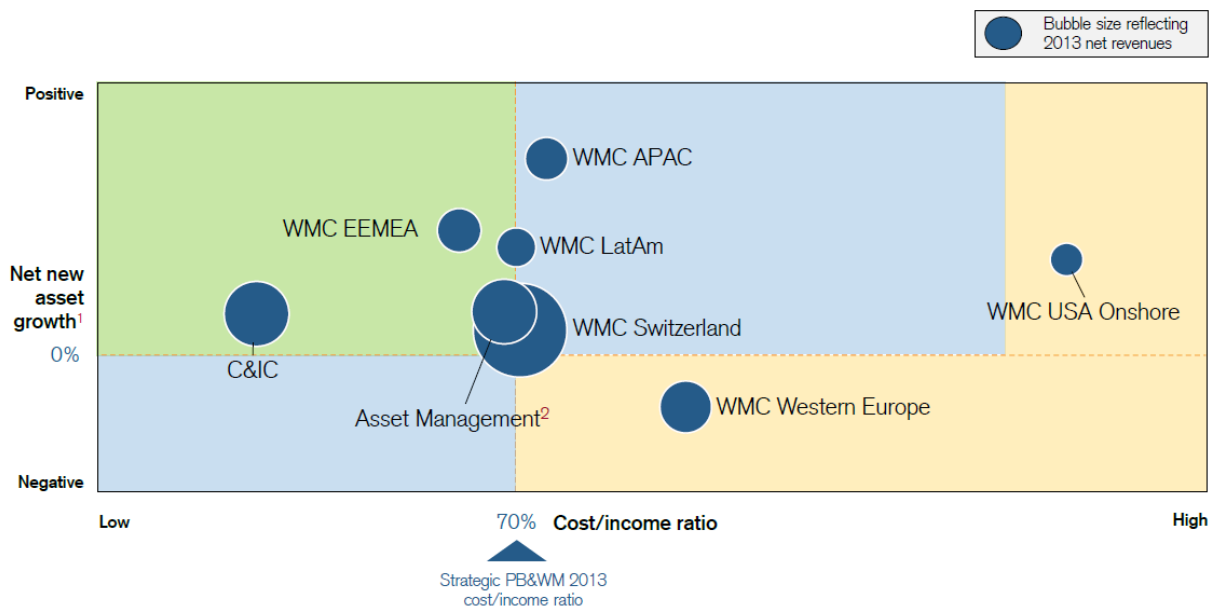 Bubble size reflecting
2013 net revenues
Positive
WMC APAC
WMC EEMEA
WMC LatAm
Net new
asset
growth1
WMC USA Onshore
WMC Switzerland
0%
C&IC
Asset Management2
WMC Western Europe
Negative
Low
70%
Cost/income ratio
High
Strategic PB&WM 2013
cost/income ratio